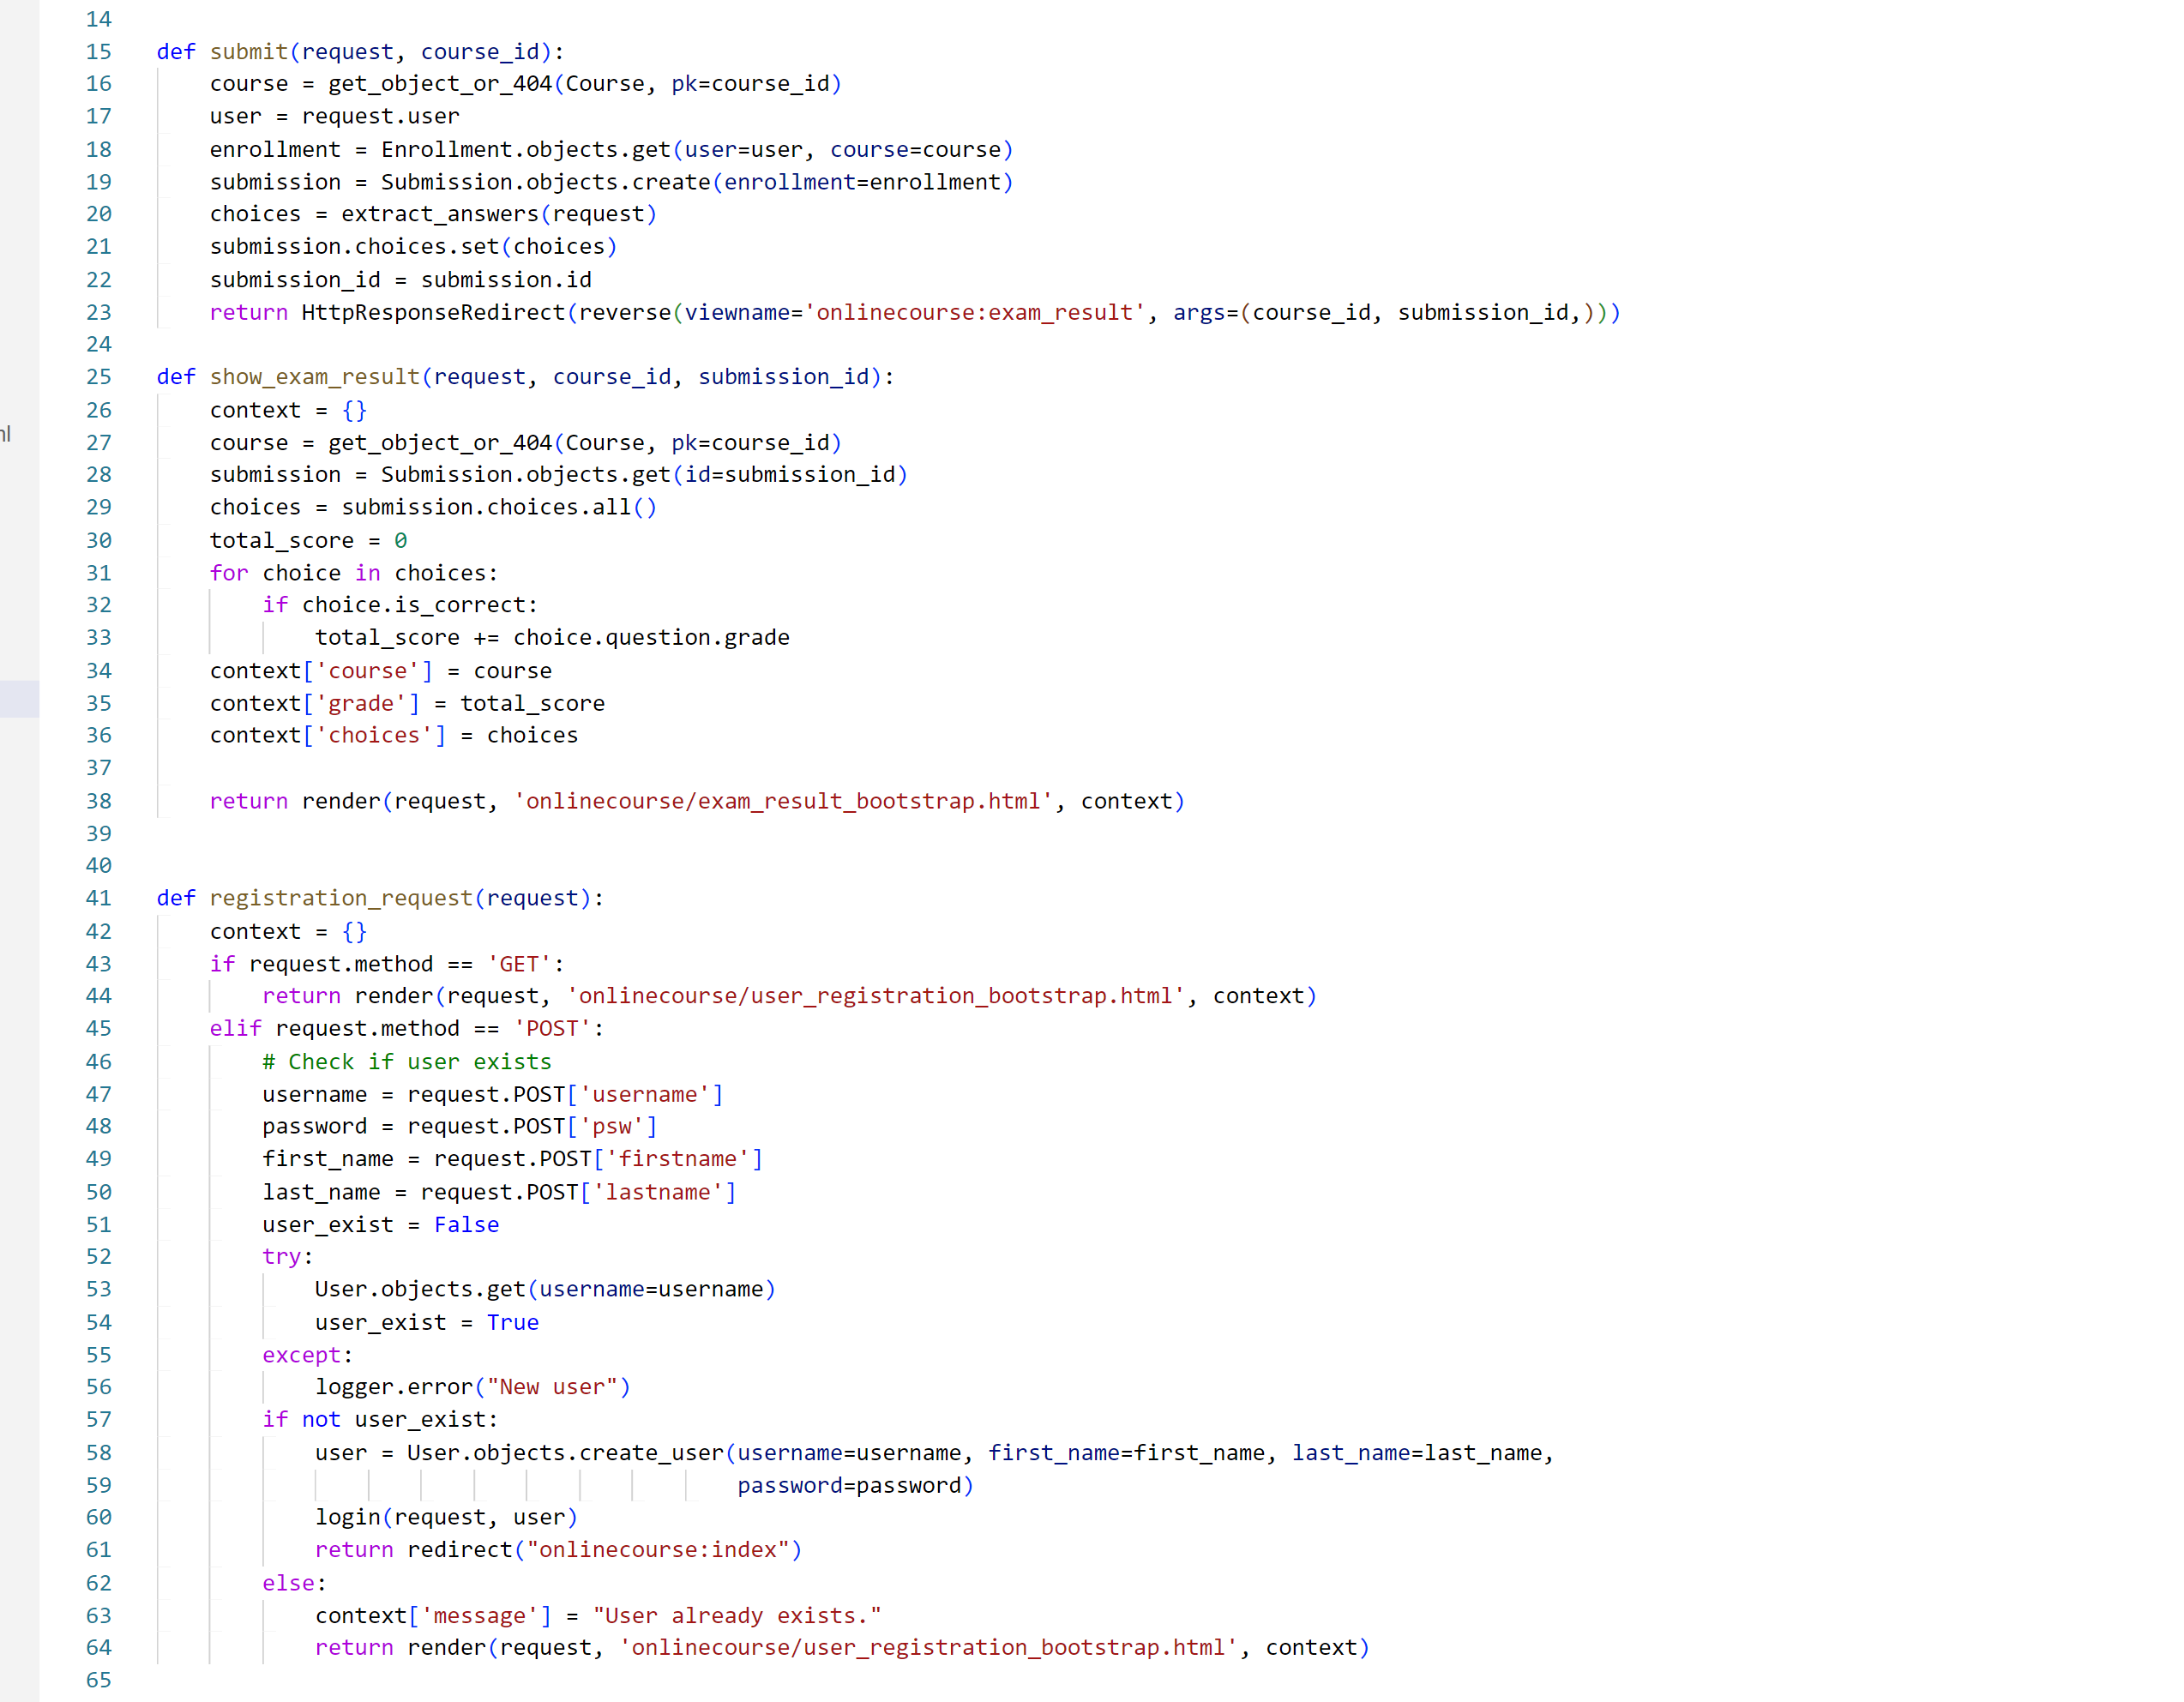 14
15 def submit(request, course_id):
16     course = get_object_or_404(Course, pk=course_id)
17     user = request.user
18     enrollment = Enrollment.objects.get(user=user, course=course)
19     submission = Submission.objects.create(enrollment=enrollment)
20     choices = extract_answers(request)
21     submission.choices.set(choices)
22     submission_id = submission.id
23     return HttpResponseRedirect(reverse(viewname='onlinecourse:exam_result', args=(course_id, submission_id,)))
24
25 def show_exam_result(request, course_id, submission_id):
26     context = {}
27     course = get_object_or_404(Course, pk=course_id)
28     submission = Submission.objects.get(id=submission_id)
29     choices = submission.choices.all()
30     total_score = 0
31     for choice in choices:
32         if choice.is_correct:
33             total_score += choice.question.grade
34     context['course'] = course
35     context['grade'] = total_score
36     context['choices'] = choices
37
38     return render(request, 'onlinecourse/exam_result_bootstrap.html', context)
39
40
41 def registration_request(request):
42     context = {}
43     if request.method == 'GET':
44         return render(request, 'onlinecourse/user_registration_bootstrap.html', context)
45     elif request.method == 'POST':
46         # Check if user exists
47         username = request.POST['username']
48         password = request.POST['psw']
49         first_name = request.POST['firstname']
50         last_name = request.POST['lastname']
51         user_exist = False
52         try:
53             User.objects.get(username=username)
54             user_exist = True
55         except:
56             logger.error("New user")
57         if not user_exist:
58             user = User.objects.create_user(username=username, first_name=first_name, last_name=last_name,
59                                             password=password)
60             login(request, user)
61             return redirect("onlinecourse:index")
62         else:
63             context['message'] = "User already exists."
64             return render(request, 'onlinecourse/user_registration_bootstrap.html', context)
65